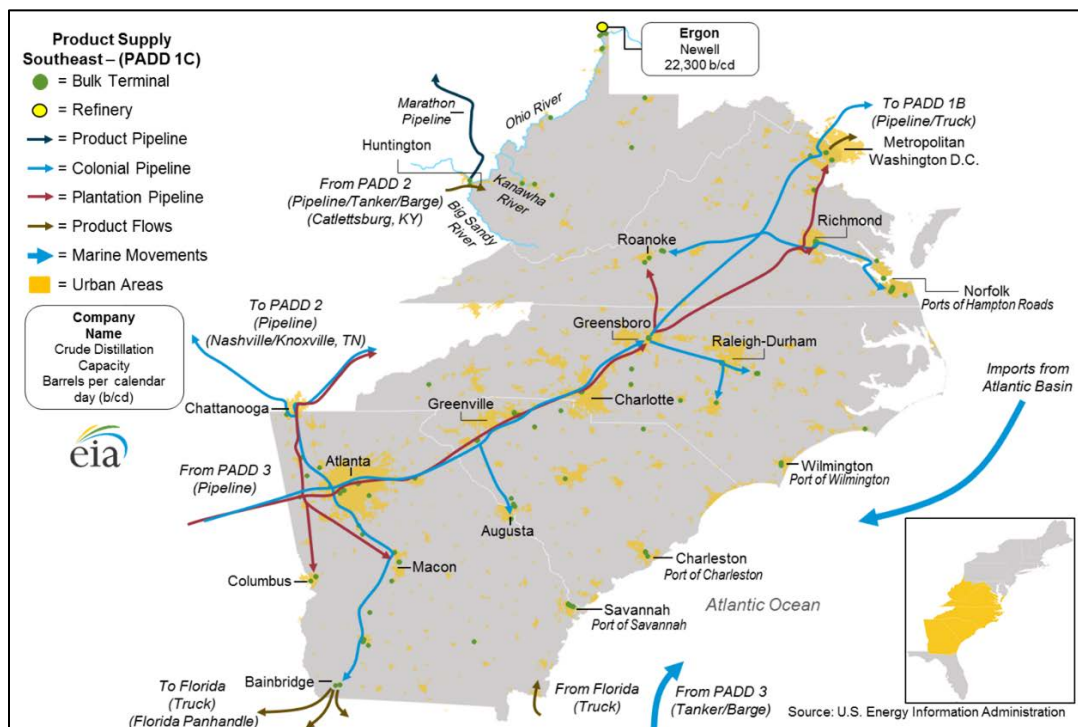 Product Supply
Southeast – (PADD 1C)
= Bulk Terminal
= Refinery
= Product Pipeline
= Colonial Pipeline
= Plantation Pipeline
= Product Flows
= Marine Movements
= Urban Areas
Company
Name
Crude Distillation
Capacity
Barrels per calendar
day (b/cd)
eia
Ergon
Newell
22,300 b/cd
Marathon
Pipeline
Ohio River
Huntington
From PADD 2
(Pipeline/Tanker/Barge)
(Catlettsburg, KY)
Kanawha
River
Big Sandy
River
To PADD 1B
(Pipeline/Truck)
Metropolitan
Washington D.C.
Richmond
Roanoke
Norfolk
Ports of Hampton Roads
To PADD 2
(Pipeline)
(Nashville/Knoxville, TN)
Greensboro
Raleigh-Durham
Imports from
Atlantic Basin
Chattanooga
Greenville
Charlotte
From PADD 3
(Pipeline)
Atlanta
Wilmington
Port of Wilmington
Augusta
Columbus
Macon
Charleston
Port of Charleston
Savannah
Port of Savannah
Atlantic Ocean
Bainbridge
To Florida
(Truck)
(Florida Panhandle)
From Florida
(Truck)
From PADD 3
(Tanker/Barge)
Source: U.S. Energy Information Administration